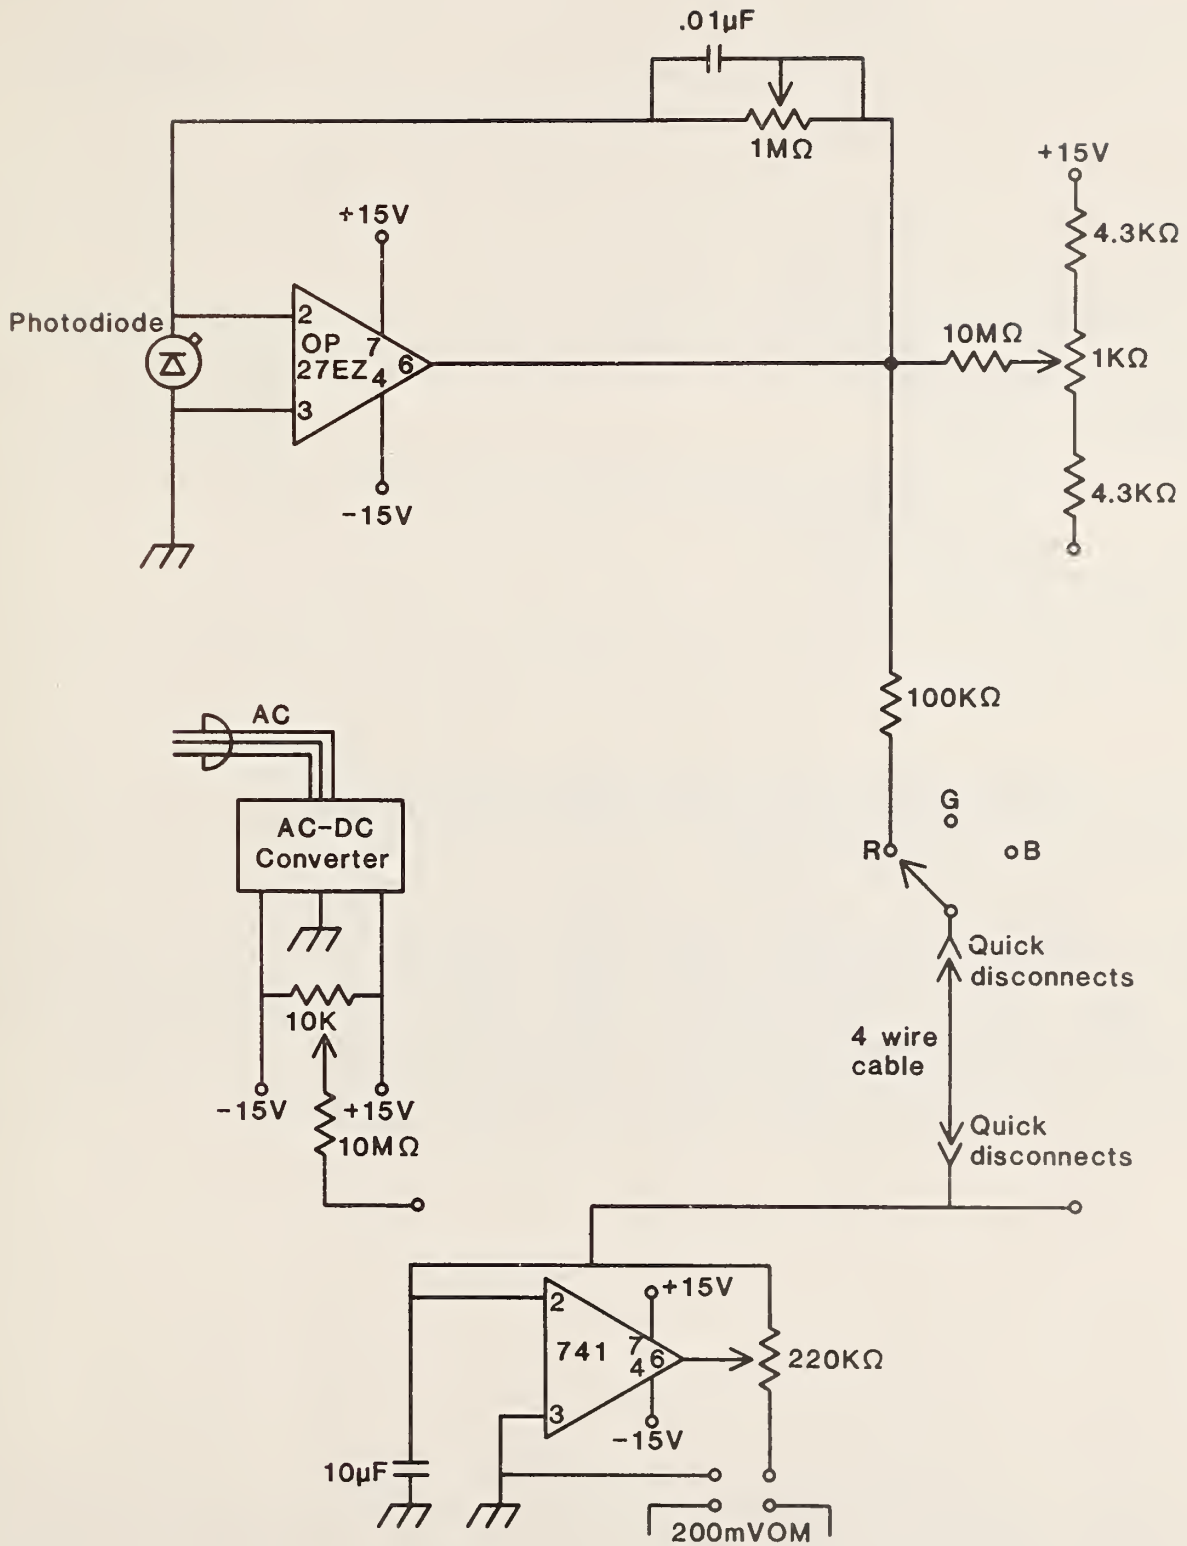 .01µF
1MΩ
+15V
4.3KΩ
+15V
Photodiode
2
OP
27EZ
7
4
6
3
10MΩ
1KΩ
-15V
4.3KΩ
100KΩ
AC
G
R
B
AC-DC
Converter
Quick
disconnects
10K
4 wire
cable
-15V
+15V
10MΩ
Quick
disconnects
+15V
2
741
7
4
6
220KΩ
3
-15V
10µF
200mVOM